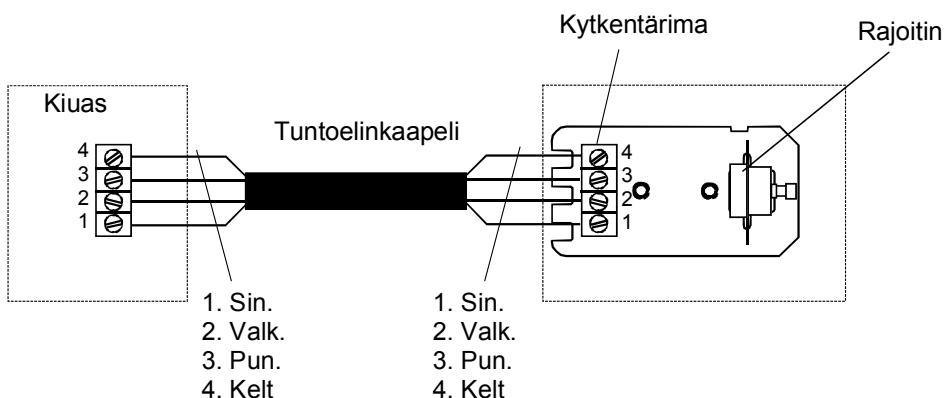 Kytkentärima
Rajoitin
Kiuas
Tuntoelinkaapeli
4
3
2
1
4
3
2
1
1. Sin.
2. Valk.
3. Pun.
4. Kelt
1. Sin.
2. Valk.
3. Pun.
4. Kelt